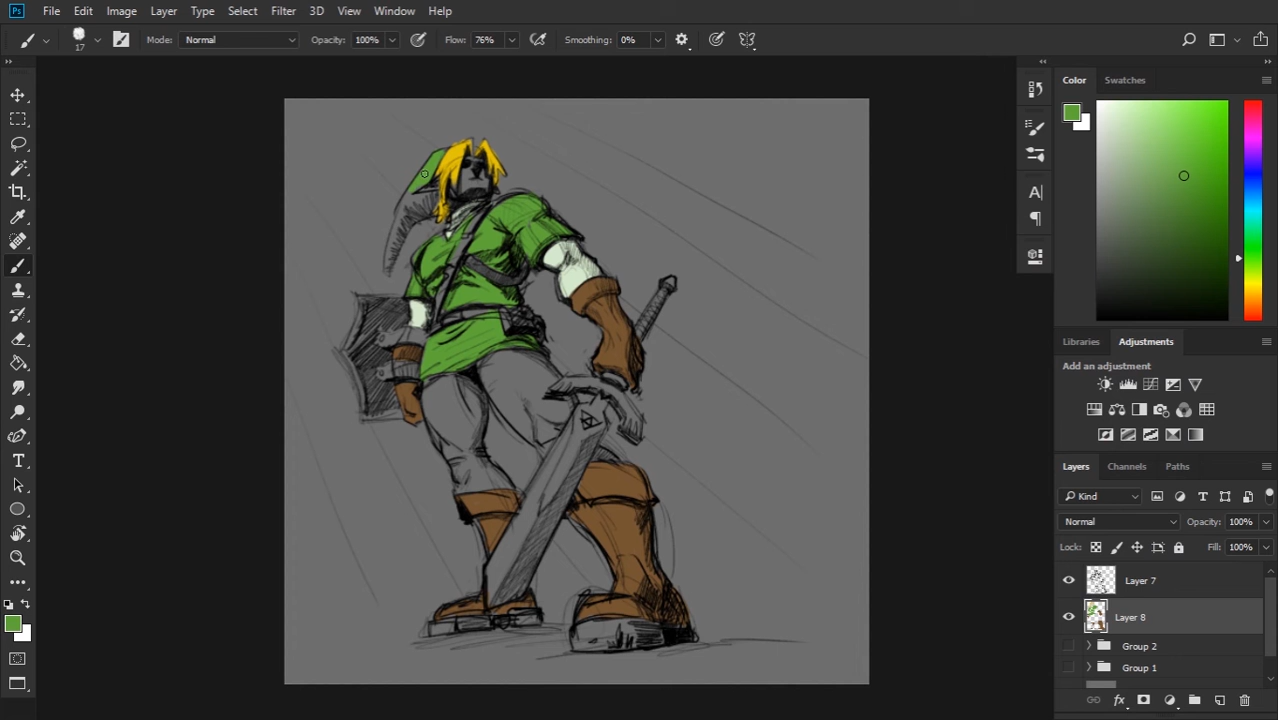 Ps File Edit Image Layer Type Select Filter 3D View Window Help
17 Mode: Normal Opacity: 100% Flow: 76% Smoothing: 0%
Color Swatches
Libraries Adjustments
Add an adjustment
Layers Channels Paths
Kind
Normal Opacity: 100%
Lock: Fill: 100%
Layer 7
Layer 8
Group 2
Group 1